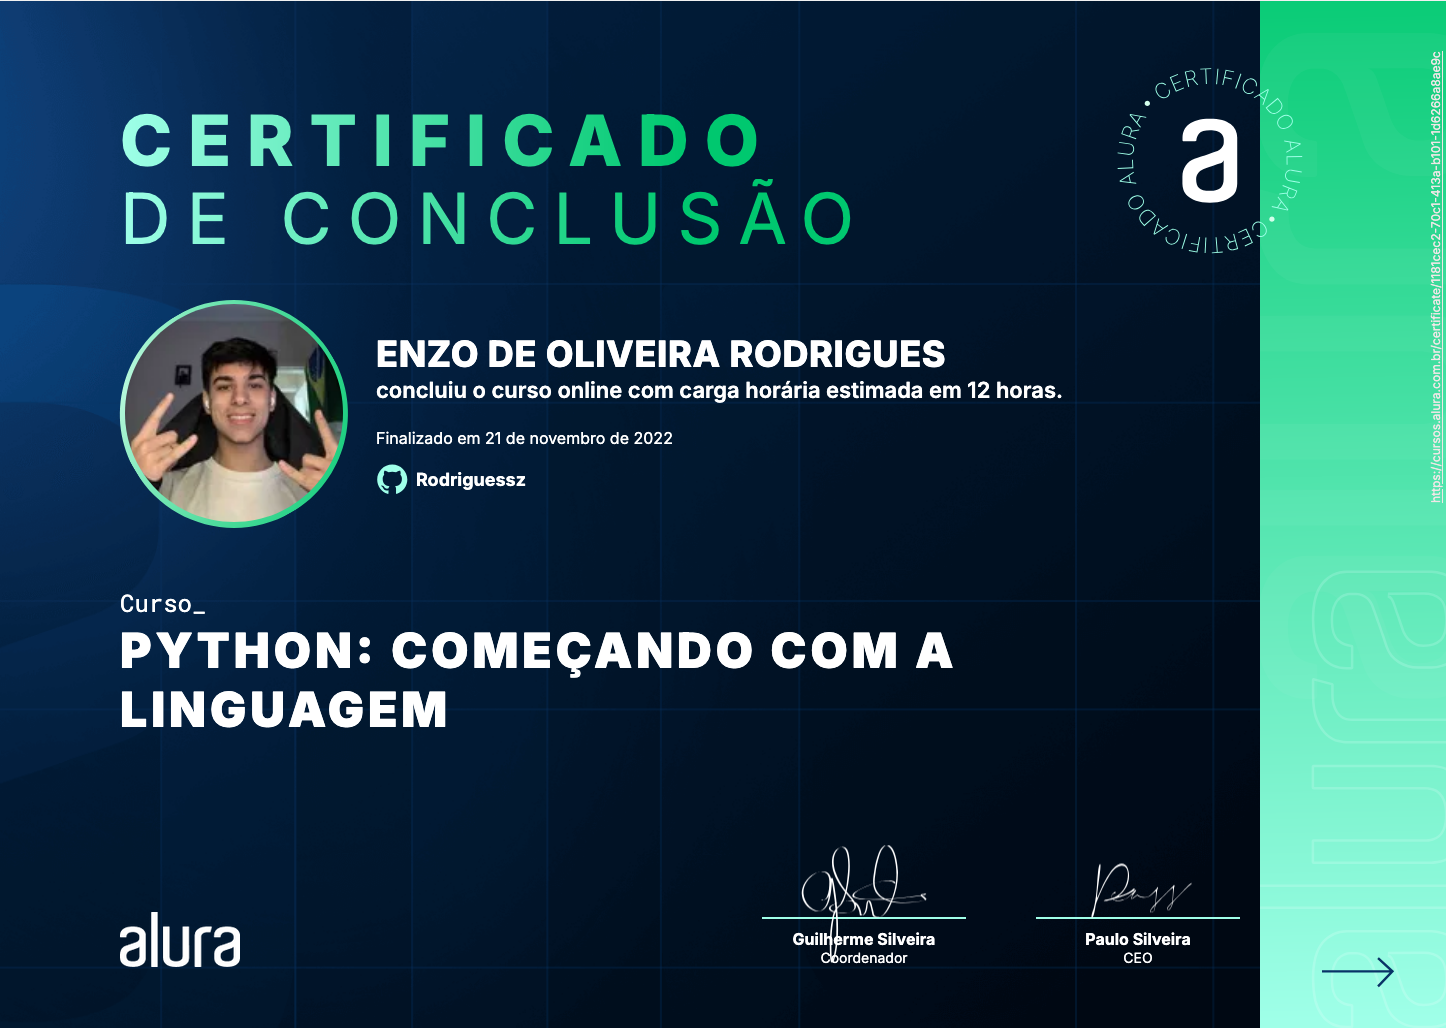 CERTIFICADO
DE CONCLUSÃO
CERTIFICADO ALURA • CERTIFICADO ALURA •
a
ENZO DE OLIVEIRA RODRIGUES
concluiu o curso online com carga horária estimada em 12 horas.
Finalizado em 21 de novembro de 2022
Rodriguessz
Curso_
PYTHON: COMEÇANDO COM A
LINGUAGEM
alura
Guilherme Silveira
Coordenador
Paulo Silveira
CEO
https://cursos.alura.com.br/certificate/1181cec2-70c1-413a-b101-1d6266a8ae9c
alura